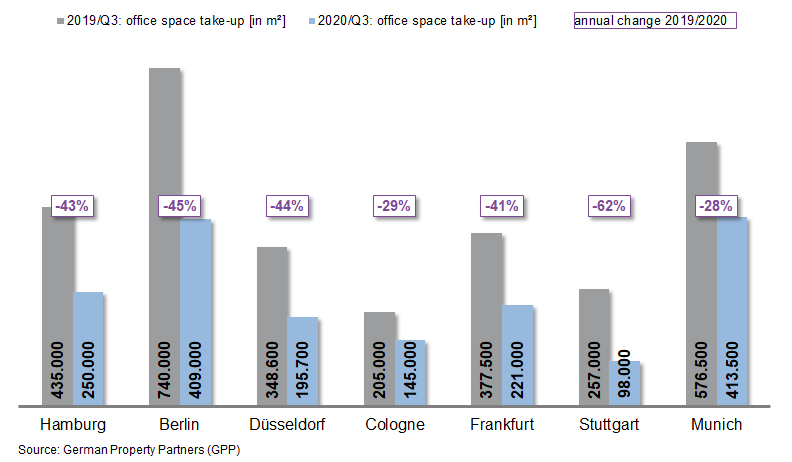 2019/Q3: office space take-up [in m²] 2020/Q3: office space take-up [in m²] annual change 2019/2020
-43% -45% -44% -29% -41% -62% -28%
435.000 250.000 740.000 409.000 348.600 195.700 205.000 145.000 377.500 221.000 257.000 98.000 576.500 413.500
Hamburg Berlin Düsseldorf Cologne Frankfurt Stuttgart Munich
Source: German Property Partners (GPP)